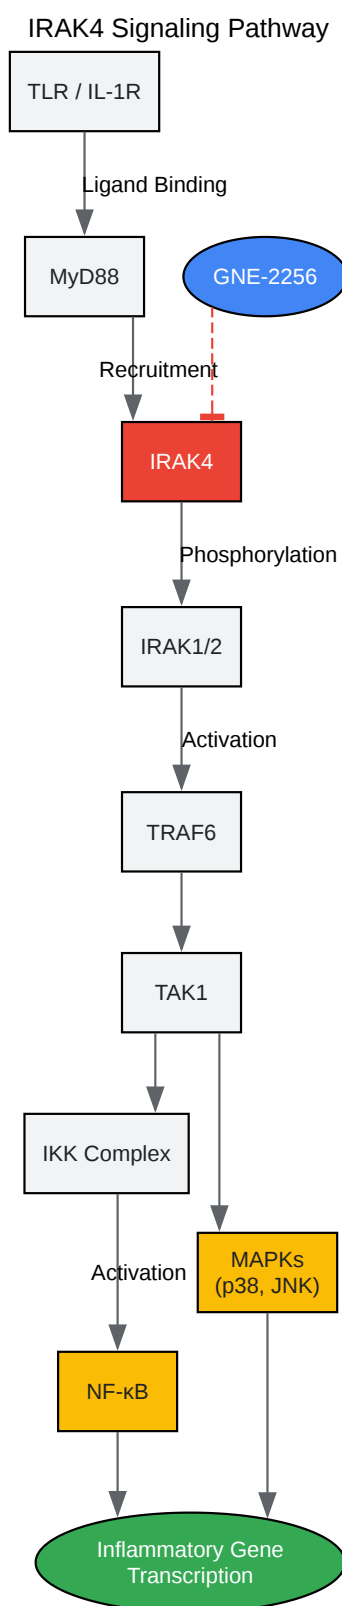 IRAK4 Signaling Pathway
TLR / IL-1R
Ligand Binding
MyD88
GNE-2256
Recruitment
IRAK4
Phosphorylation
IRAK1/2
Activation
TRAF6
TAK1
IKK Complex
MAPKs
(p38, JNK)
Activation
NF-κB
Inflammatory Gene
Transcription